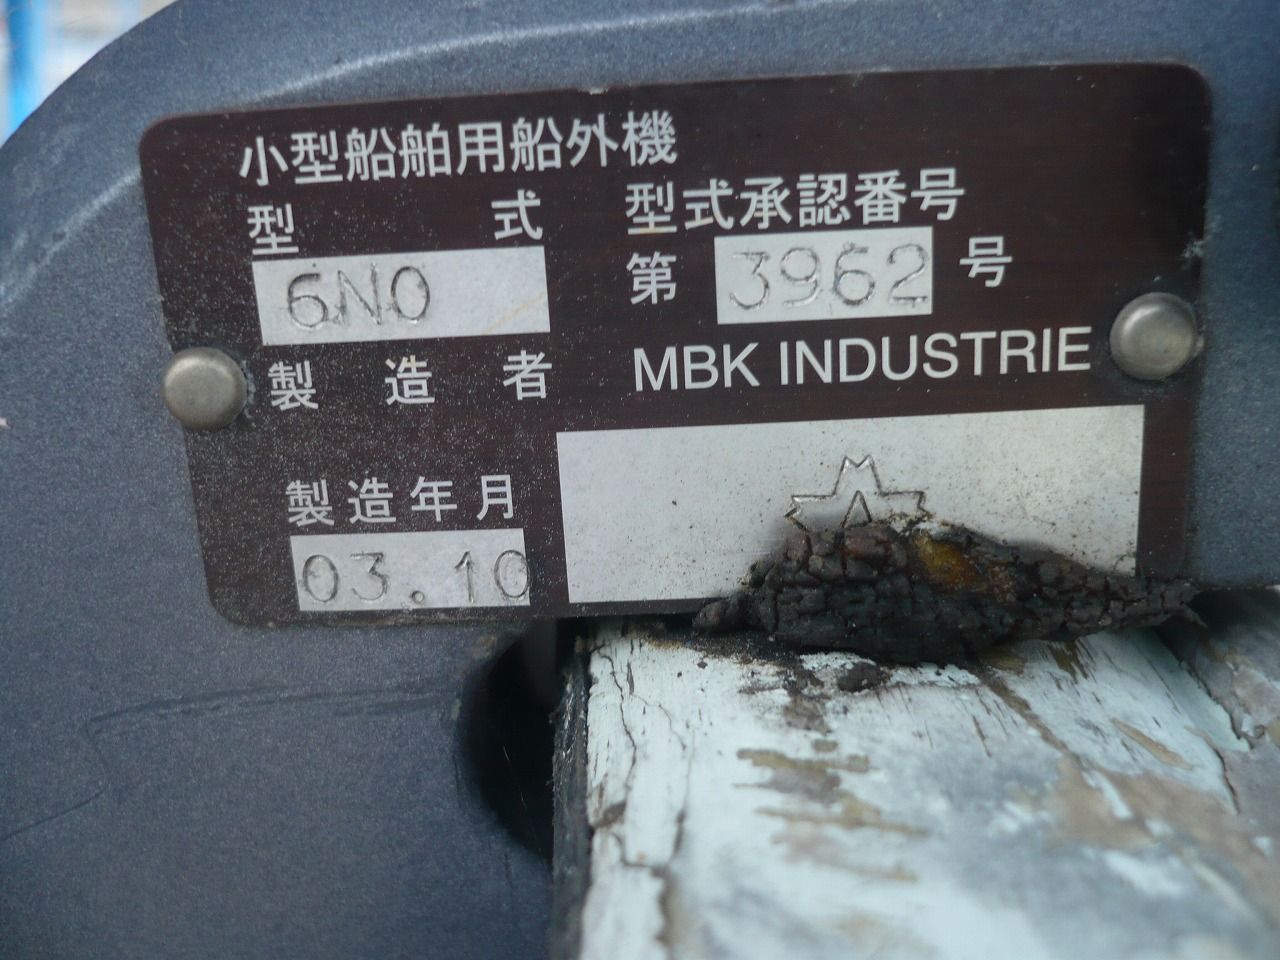 小型船舶用船外機
型式 型式承認番号
6N0 第 3962 号
製造者 MBK INDUSTRIE
製造年月
03.10